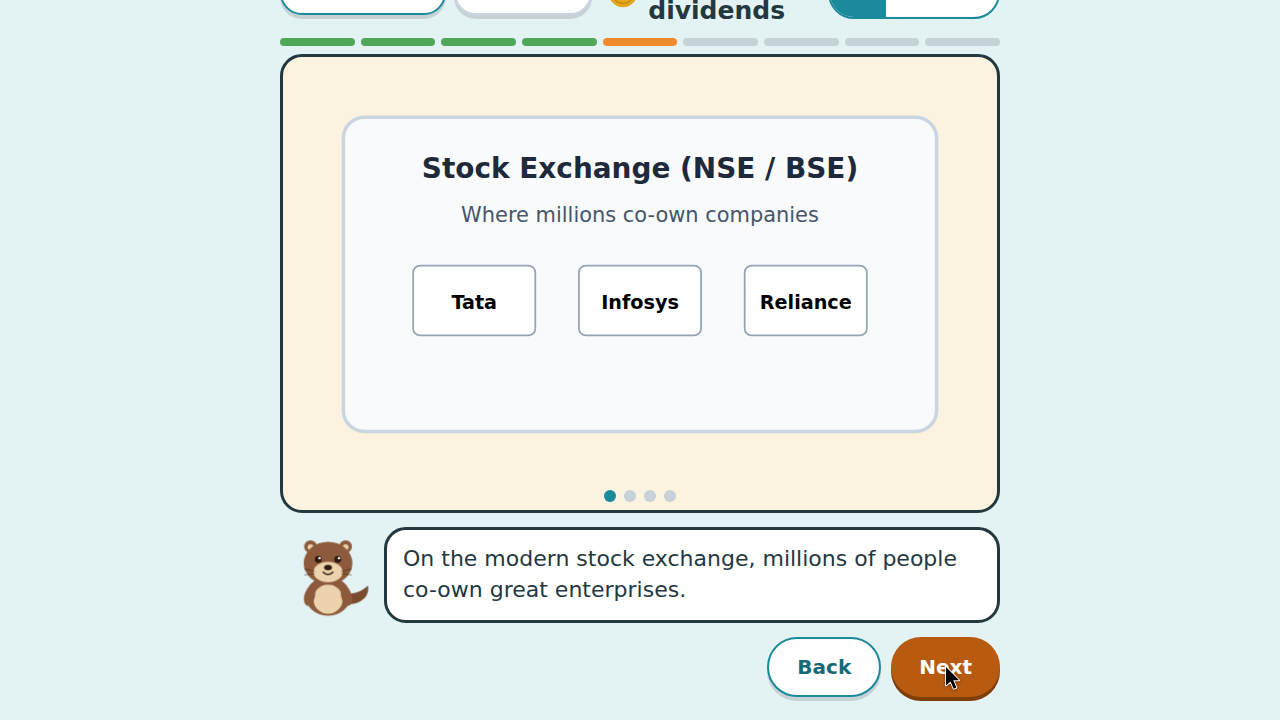 dividends
Stock Exchange (NSE / BSE)
Where millions co-own companies
Tata
Infosys
Reliance
On the modern stock exchange, millions of people
co-own great enterprises.
Back
Next